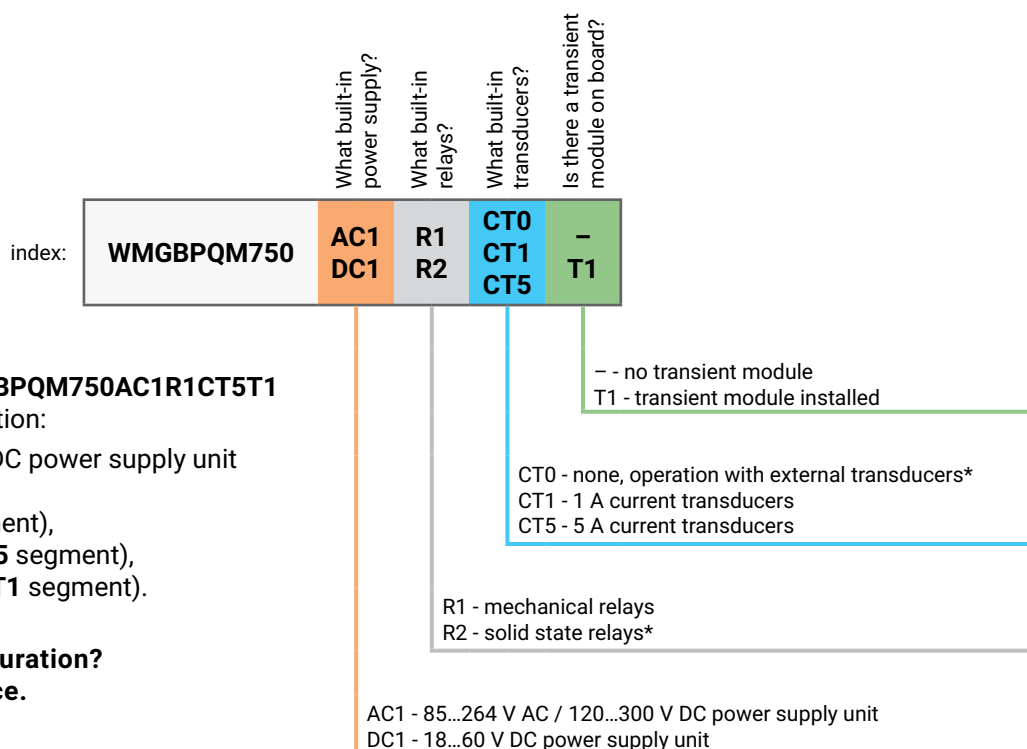 What built-in
power supply?
What built-in
relays?
What built-in
transducers?
Is there a transient
module on board?
index:
WMGBPQM750
AC1
DC1
R1
R2
CT0
CT1
CT5
–
T1
BPQM750AC1R1CT5T1
tion:
DC power supply unit
ent),
5 segment),
T1 segment).
uration?
ce.
– - no transient module
T1 - transient module installed
CT0 - none, operation with external transducers*
CT1 - 1 A current transducers
CT5 - 5 A current transducers
R1 - mechanical relays
R2 - solid state relays*
AC1 - 85...264 V AC / 120...300 V DC power supply unit
DC1 - 18...60 V DC power supply unit